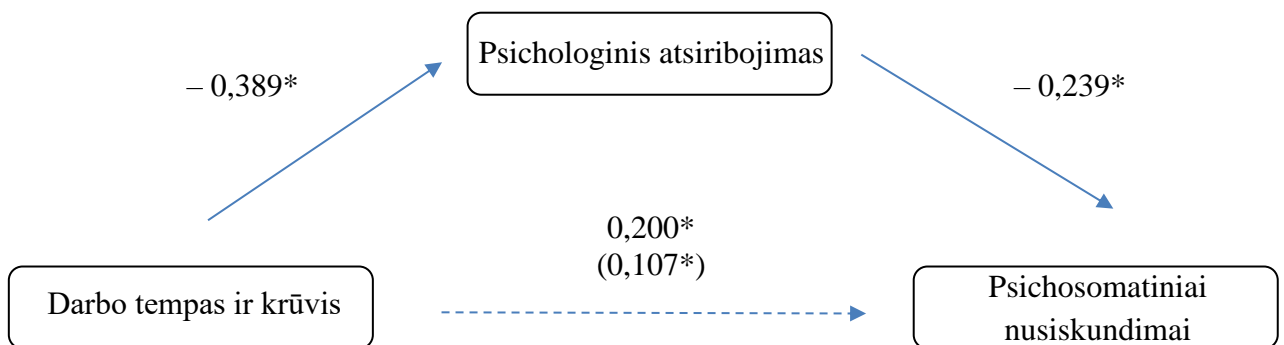 Psichologinis atsiribojimas
– 0,389*
– 0,239*
0,200*
(0,107*)
Darbo tempas ir krūvis
Psichosomatiniai
nusiskundimai